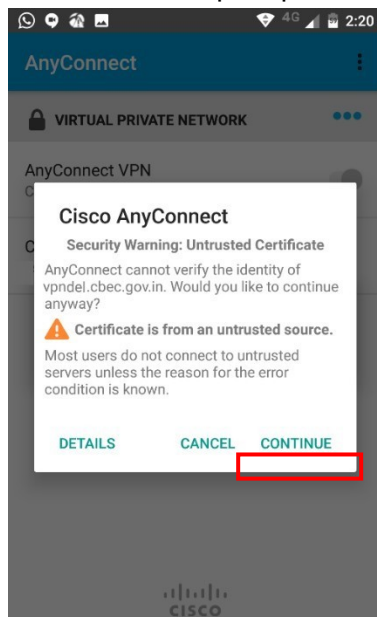 4G 2:20
AnyConnect
VIRTUAL PRIVATE NETWORK
AnyConnect VPN
C
C
Cisco AnyConnect
Security Warning: Untrusted Certificate
AnyConnect cannot verify the identity of
vpndel.cbec.gov.in. Would you like to continue
anyway?
Certificate is from an untrusted source.
Most users do not connect to untrusted
servers unless the reason for the error
condition is known.
DETAILS CANCEL CONTINUE
CISCO